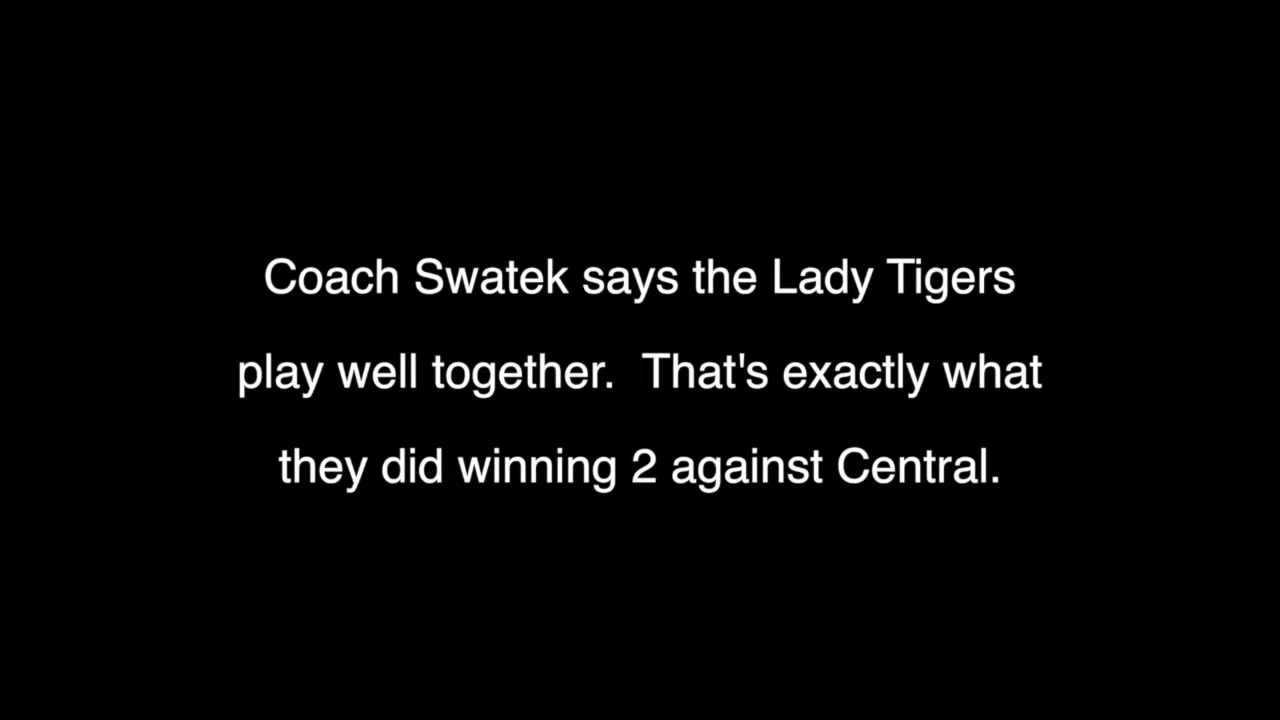 Coach Swatek says the Lady Tigers
play well together.  That's exactly what
they did winning 2 against Central.